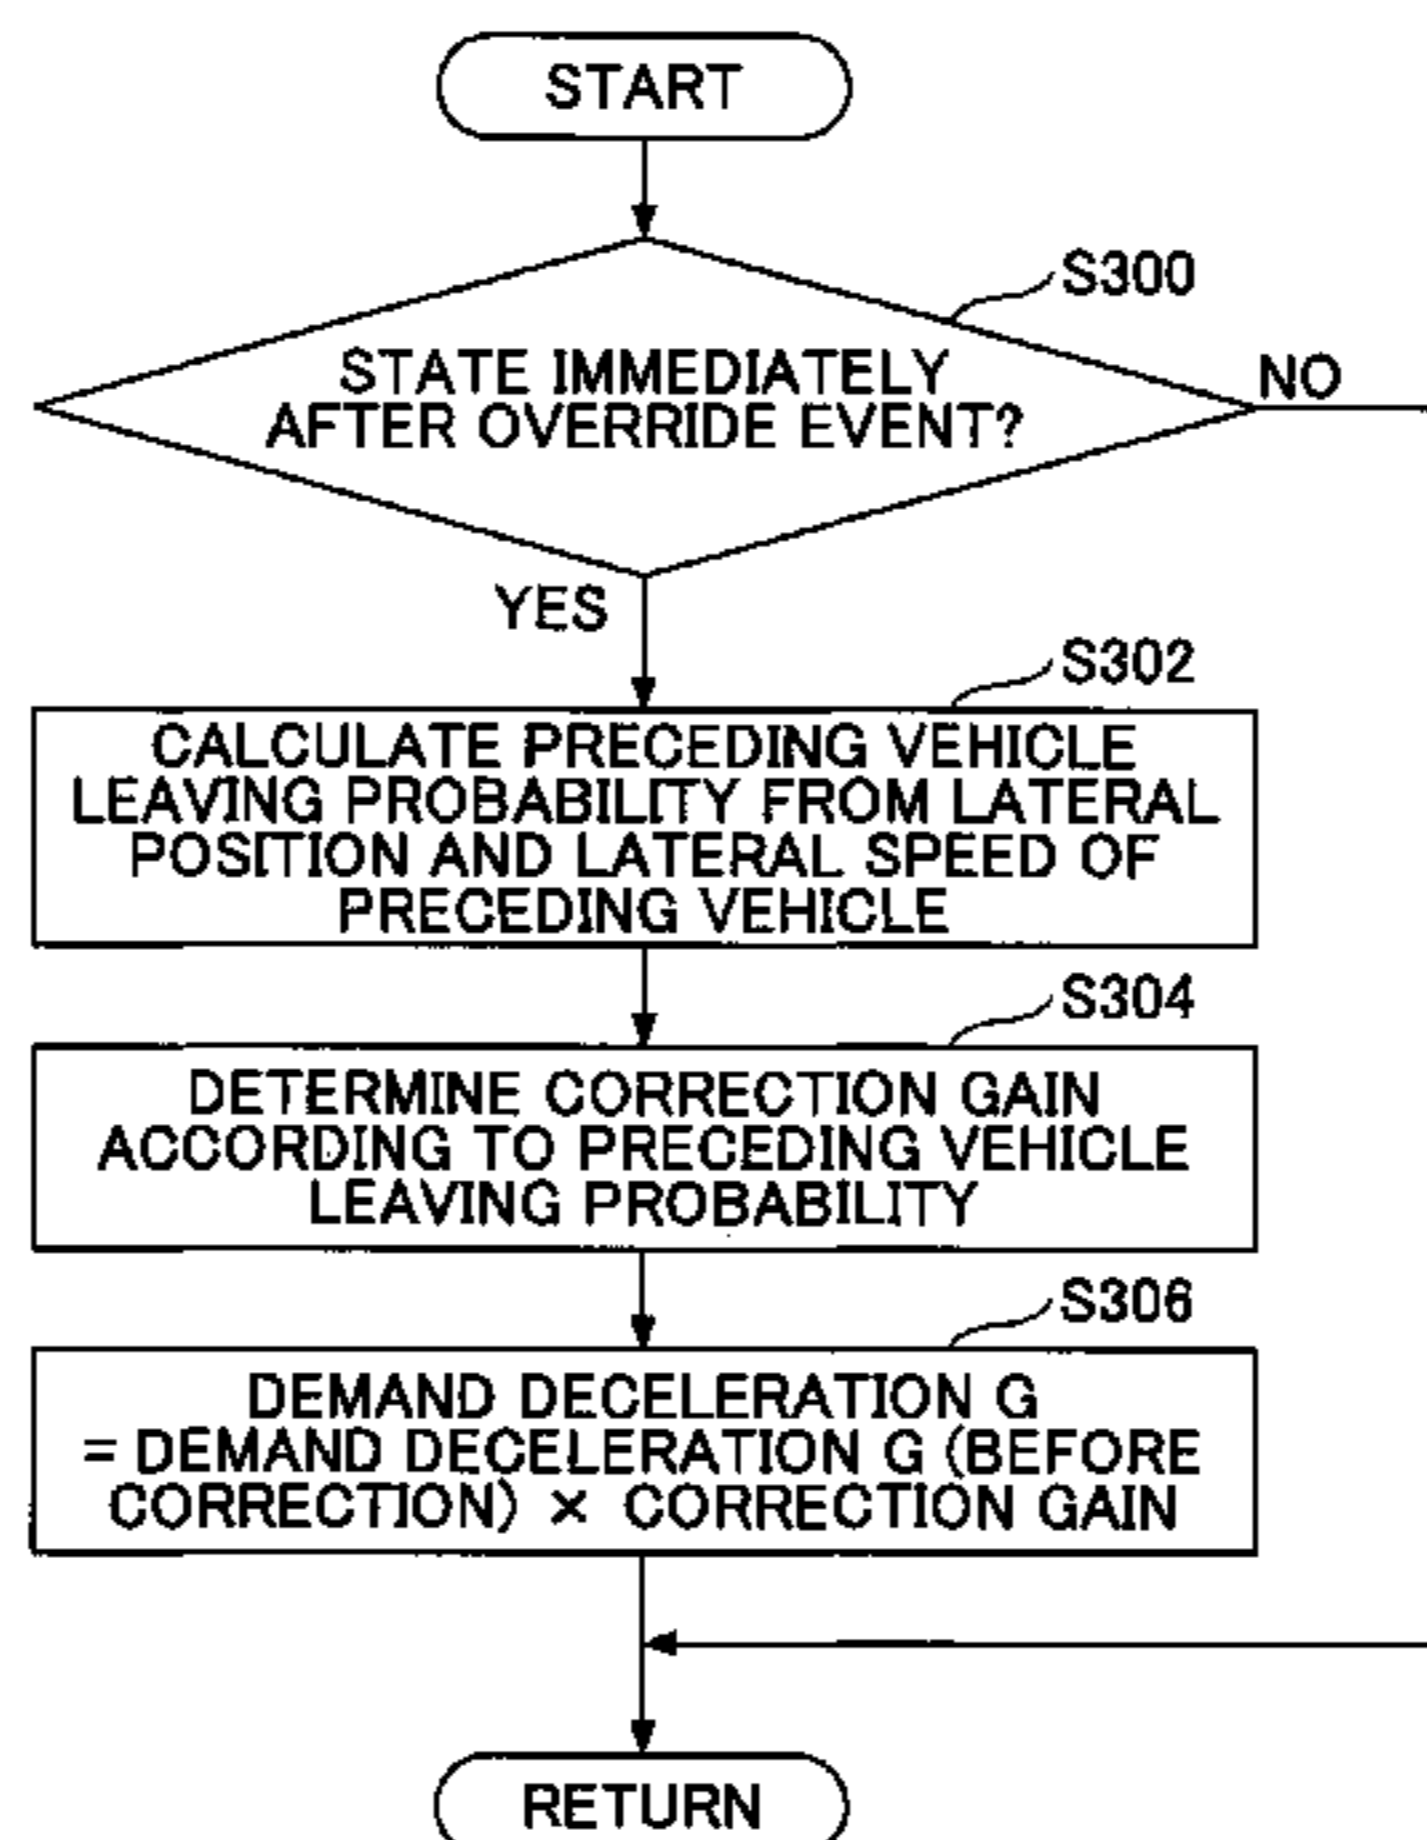 START
S300
STATE IMMEDIATELY
AFTER OVERRIDE EVENT?
NO
YES
S302
CALCULATE PRECEDING VEHICLE
LEAVING PROBABILITY FROM LATERAL
POSITION AND LATERAL SPEED OF
PRECEDING VEHICLE
S304
DETERMINE CORRECTION GAIN
ACCORDING TO PRECEDING VEHICLE
LEAVING PROBABILITY
S306
DEMAND DECELERATION G
= DEMAND DECELERATION G (BEFORE
CORRECTION) × CORRECTION GAIN
RETURN